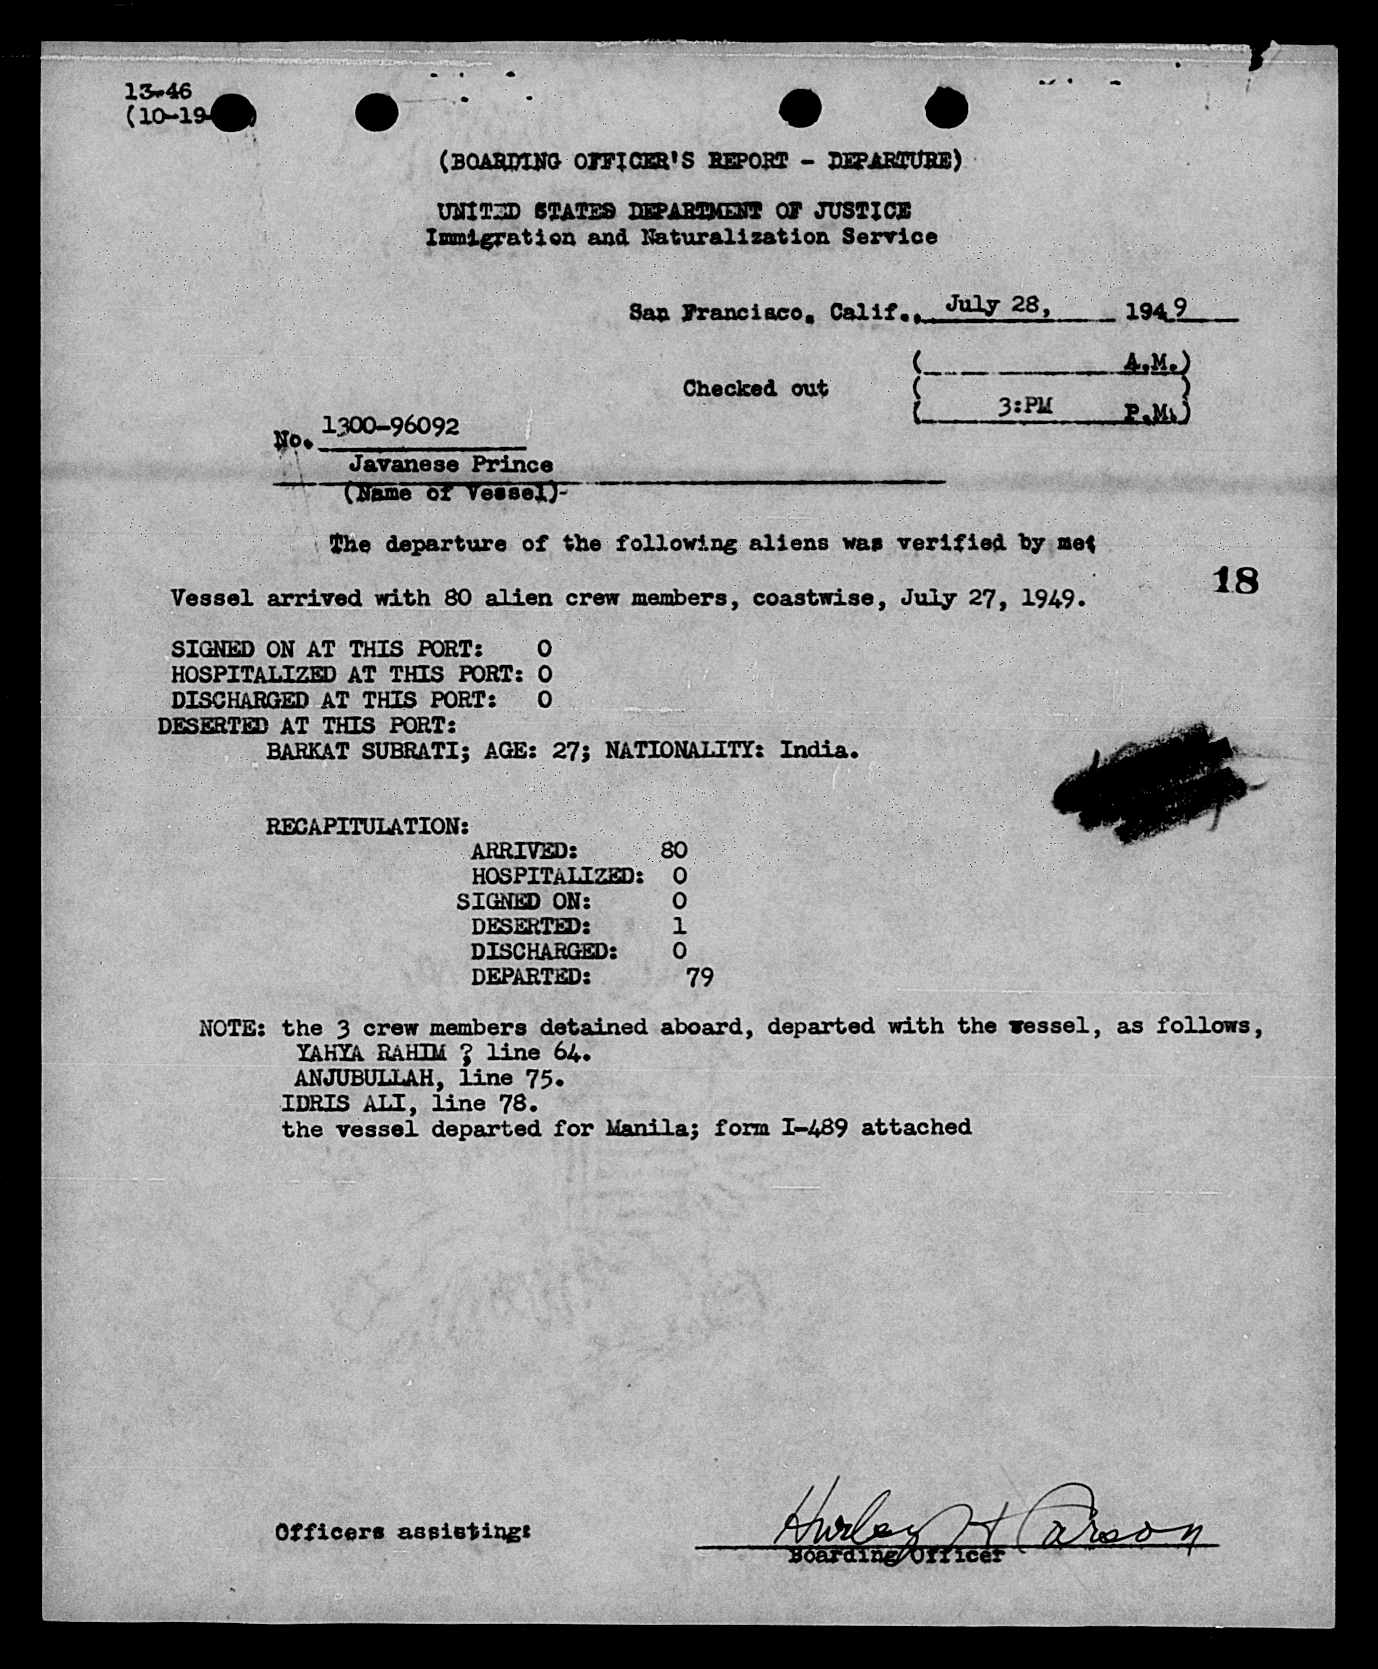 13-46
(10-19
(BOARDING OFFICER'S REPORT - DEPARTURE)
UNITED STATES DEPARTMENT OF JUSTICE
Immigration and Naturalization Service
San Francisco, Calif., July 28, 1949
( A.M.)
Checked out ( )
( 3:PM P.M.)
No. 1300-96092
Javanese Prince
(Name of Vessel)-
The departure of the following aliens was verified by me:
18
Vessel arrived with 80 alien crew members, coastwise, July 27, 1949.
SIGNED ON AT THIS PORT: 0
HOSPITALIZED AT THIS PORT: 0
DISCHARGED AT THIS PORT: 0
DESERTED AT THIS PORT:
BARKAT SUBRATI; AGE: 27; NATIONALITY: India.
RECAPITULATION:
ARRIVED: 80
HOSPITALIZED: 0
SIGNED ON: 0
DESERTED: 1
DISCHARGED: 0
DEPARTED: 79
NOTE: the 3 crew members detained aboard, departed with the vessel, as follows,
YAHYA RAHIM ? line 64.
ANJUBULLAH, line 75.
IDRIS ALI, line 78.
the vessel departed for Manila; form I-489 attached
Hurley H Carson
Officers assisting:
Boarding Officer